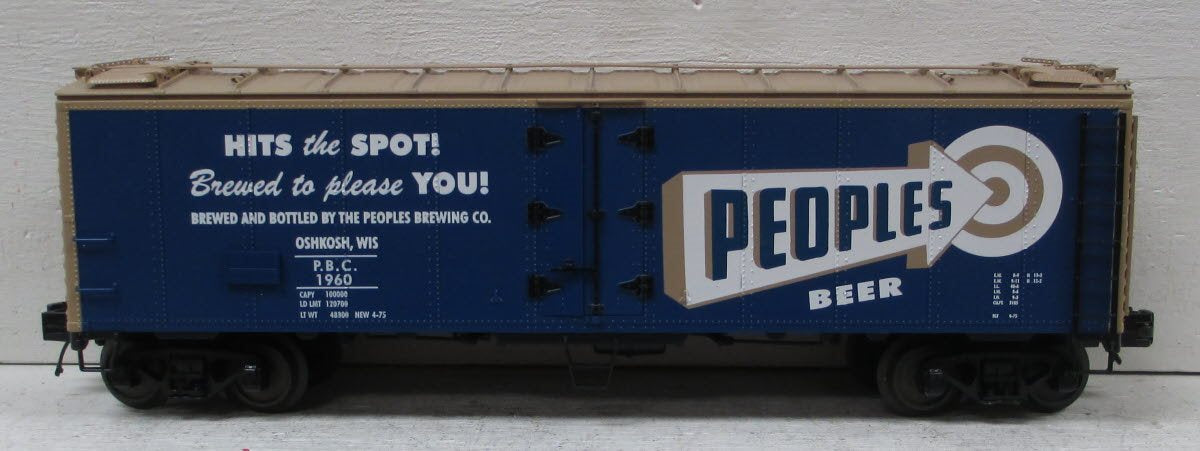 HITS the SPOT!
Brewed to please YOU!
BREWED AND BOTTLED BY THE PEOPLES BREWING CO.
OSHKOSH, WIS
P.B.C.
1960
CAPY 100000
LD LMT 120700
LT WT 48300 NEW 4-75
PEOPLES
BEER